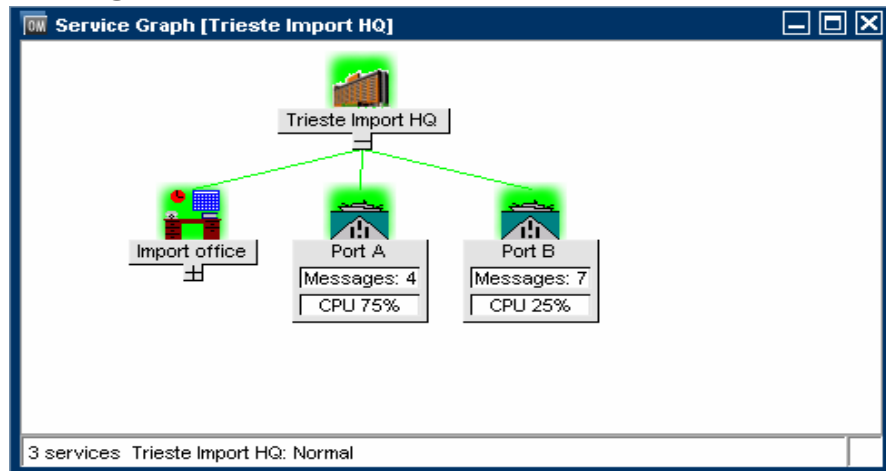 OM Service Graph [Trieste Import HQ]
Trieste Import HQ
Import office
Port A
Messages: 4
CPU 75%
Port B
Messages: 7
CPU 25%
3 services Trieste Import HQ: Normal